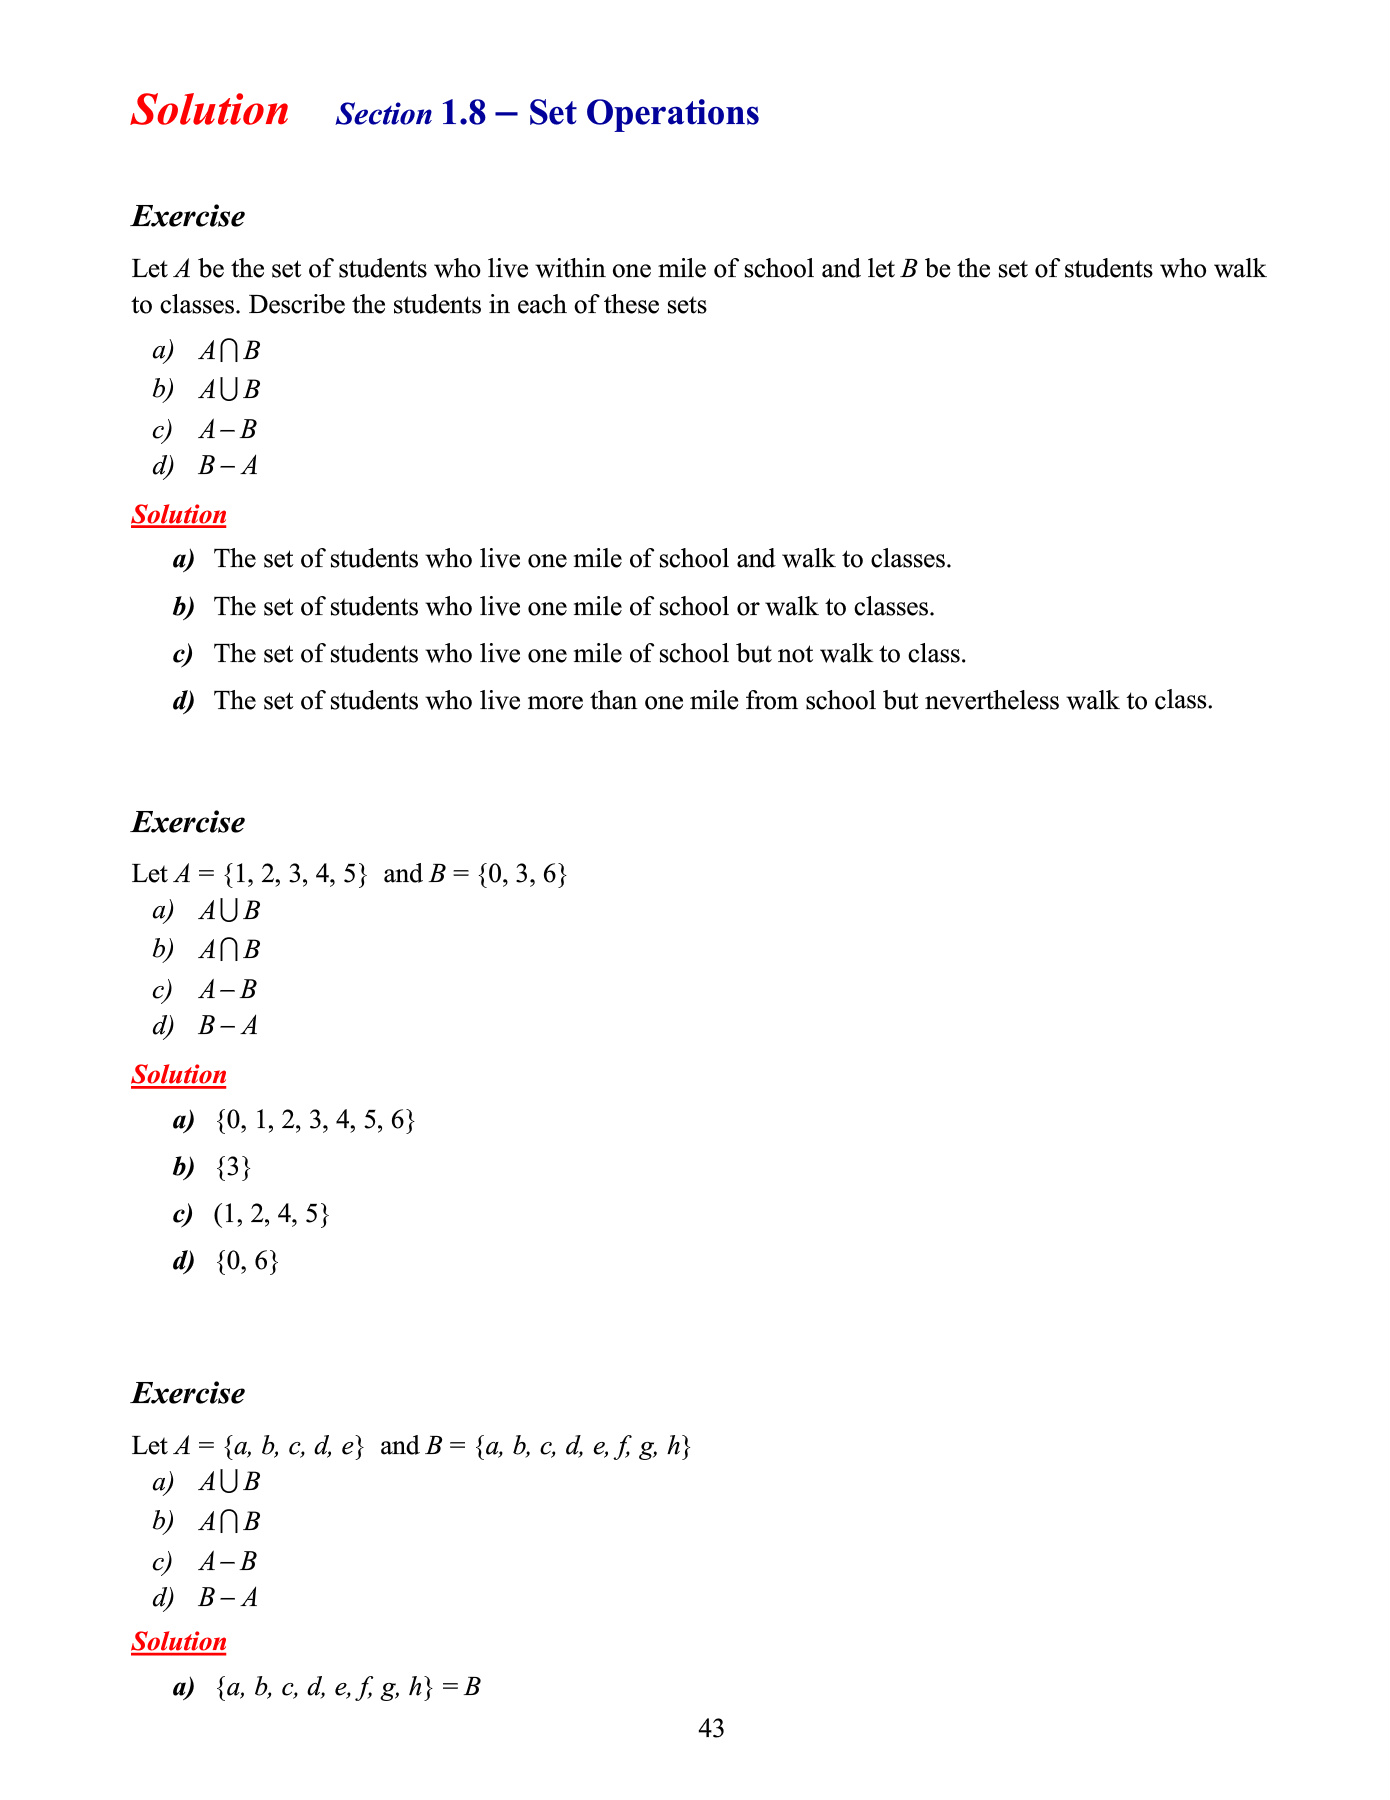 Solution Section 1.8 – Set Operations
Exercise
Let A be the set of students who live within one mile of school and let B be the set of students who walk
to classes. Describe the students in each of these sets
a) A⋂B
b) A⋃B
c) A – B
d) B – A
Solution
a) The set of students who live one mile of school and walk to classes.
b) The set of students who live one mile of school or walk to classes.
c) The set of students who live one mile of school but not walk to class.
d) The set of students who live more than one mile from school but nevertheless walk to class.
Exercise
Let A = {1, 2, 3, 4, 5} and B = {0, 3, 6}
a) A⋃B
b) A⋂B
c) A – B
d) B – A
Solution
a) {0, 1, 2, 3, 4, 5, 6}
b) {3}
c) (1, 2, 4, 5}
d) {0, 6}
Exercise
Let A = {a, b, c, d, e} and B = {a, b, c, d, e, f, g, h}
a) A⋃B
b) A⋂B
c) A – B
d) B – A
Solution
a) {a, b, c, d, e, f, g, h} = B
43